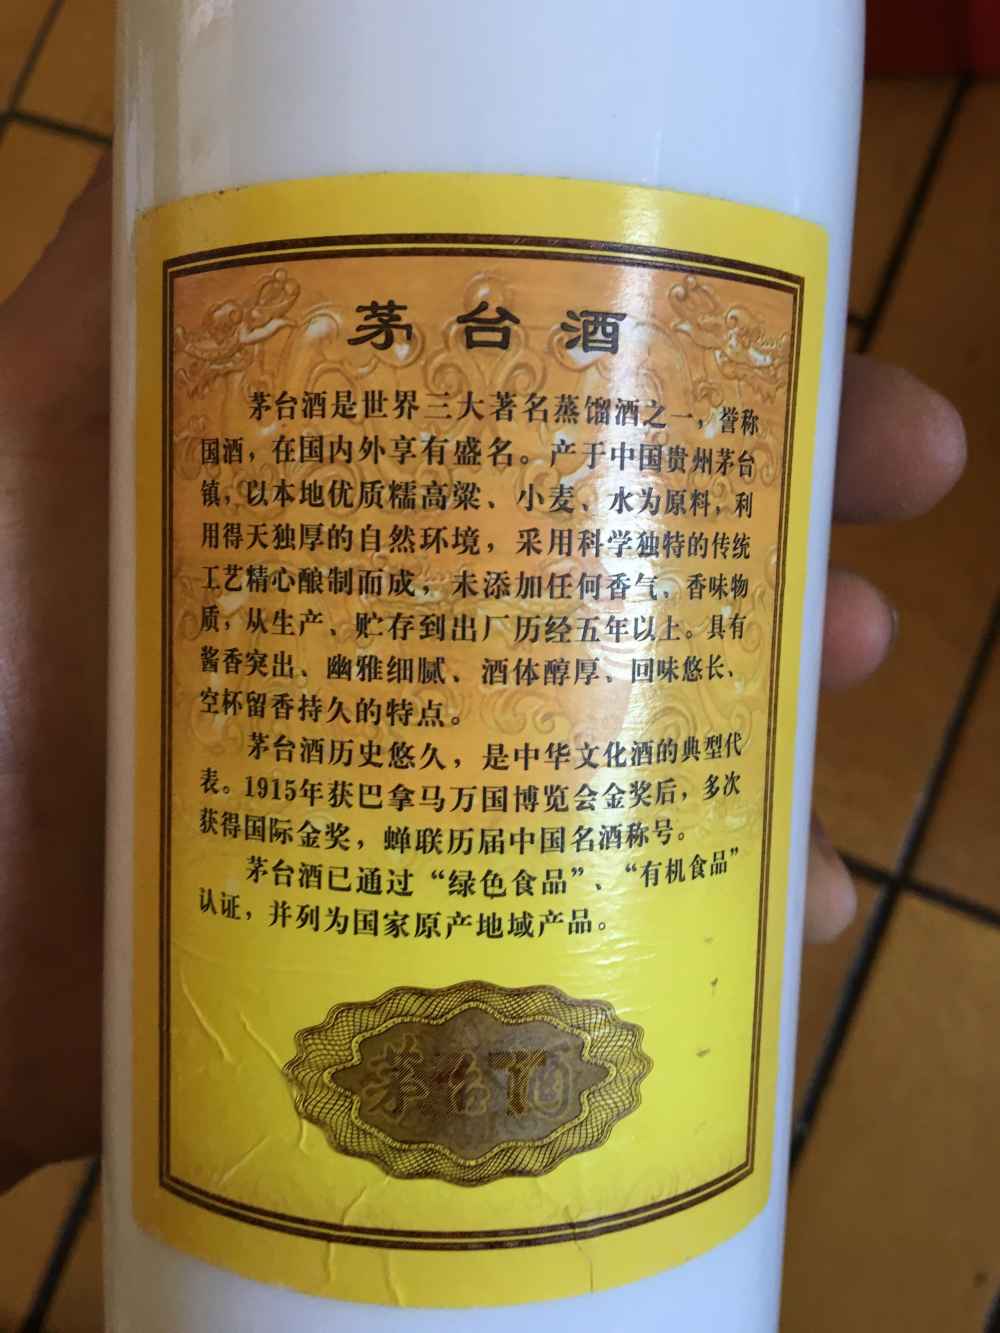 茅台酒
茅台酒是世界三大著名蒸馏酒之一，誉称
国酒，在国内外享有盛名。产于中国贵州茅台
镇，以本地优质糯高粱、小麦、水为原料，利
用得天独厚的自然环境，采用科学独特的传统
工艺精心酿制而成，未添加任何香气、香味物
质，从生产、贮存到出厂历经五年以上。具有
酱香突出、幽雅细腻、酒体醇厚、回味悠长、
空杯留香持久的特点。
茅台酒历史悠久，是中华文化酒的典型代
表。1915年获巴拿马万国博览会金奖后，多次
获得国际金奖，蝉联历届中国名酒称号。
茅台酒已通过“绿色食品”、“有机食品”
认证，并列为国家原产地域产品。
茅台酒